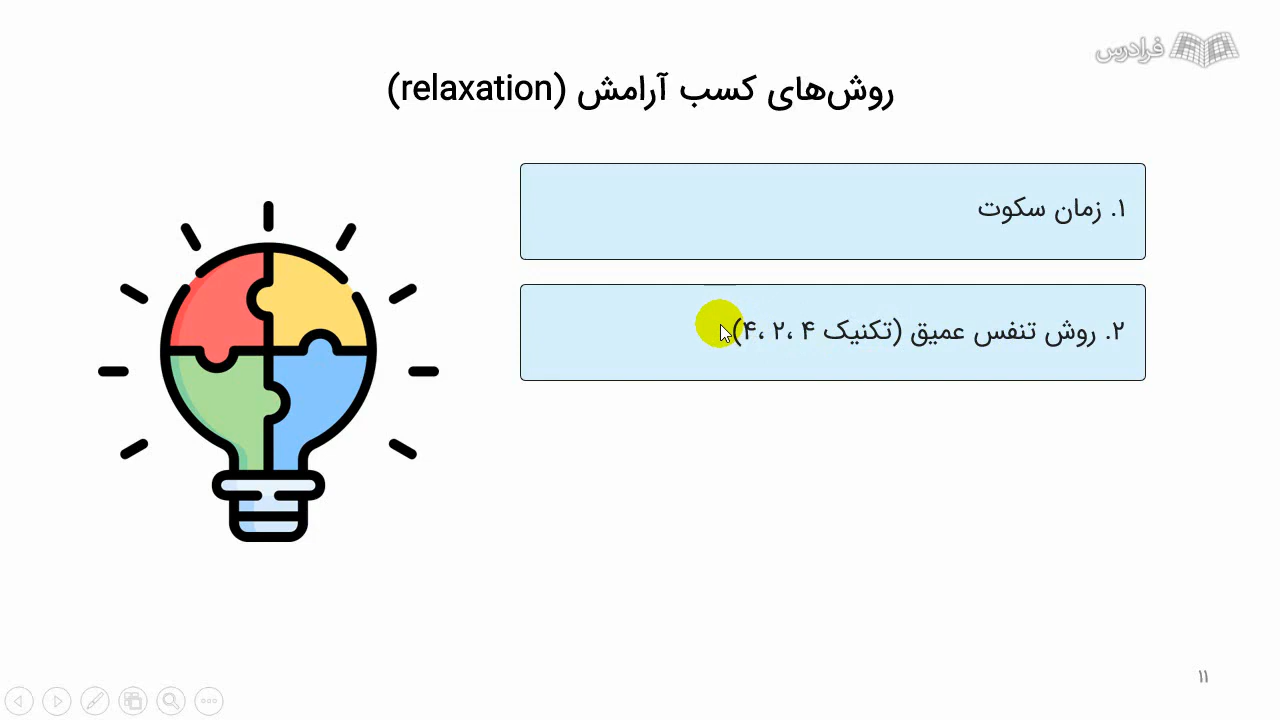 فرادرس
روش‌های کسب آرامش (relaxation)
۱. زمان سکوت
۲. روش تنفس عمیق (تکنیک ۴ ،۲ ،۴)
۱۱